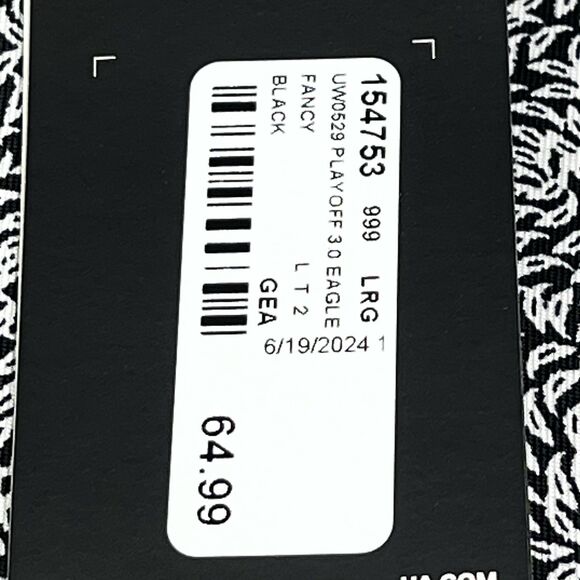 154753 999 LRG
UW0529 PLAYOFF 3.0 EAGLE
FANCY L T 2
BLACK GEA
6/19/2024 1
64.99